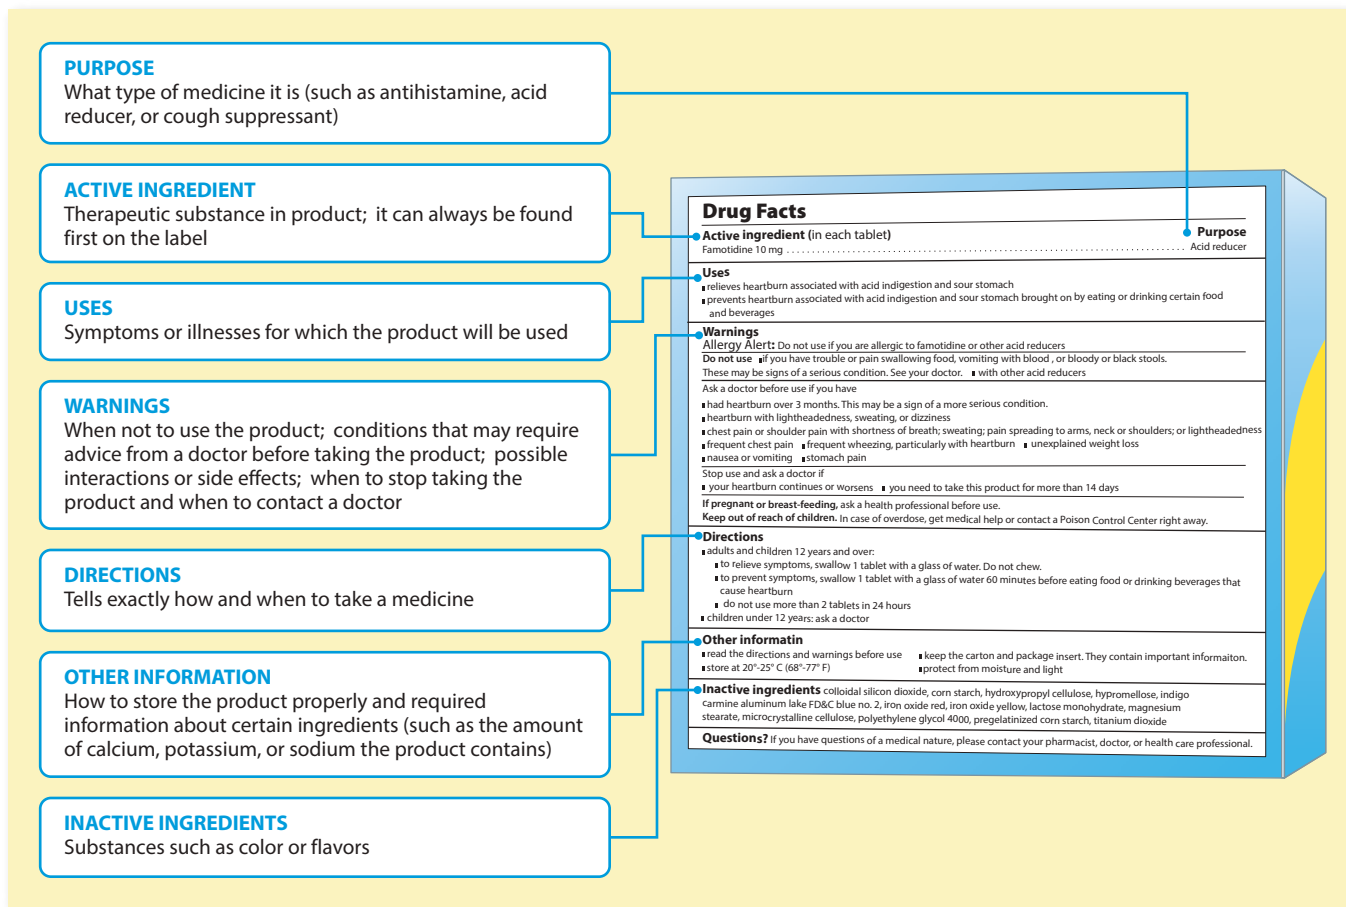 PURPOSE
What type of medicine it is (such as antihistamine, acid
reducer, or cough suppressant)
ACTIVE INGREDIENT
Therapeutic substance in product; it can always be found
first on the label
USES
Symptoms or illnesses for which the product will be used
WARNINGS
When not to use the product; conditions that may require
advice from a doctor before taking the product; possible
interactions or side effects; when to stop taking the
product and when to contact a doctor
DIRECTIONS
Tells exactly how and when to take a medicine
OTHER INFORMATION
How to store the product properly and required
information about certain ingredients (such as the amount
of calcium, potassium, or sodium the product contains)
INACTIVE INGREDIENTS
Substances such as color or flavors
Drug Facts
Active ingredient (in each tablet) Purpose
Famotidine 10 mg ........................................................ Acid reducer
Uses
▪ relieves heartburn associated with acid indigestion and sour stomach
▪ prevents heartburn associated with acid indigestion and sour stomach brought on by eating or drinking certain food
and beverages
Warnings
Allergy Alert: Do not use if you are allergic to famotidine or other acid reducers
Do not use ▪ if you have trouble or pain swallowing food, vomiting with blood , or bloody or black stools.
These may be signs of a serious condition. See your doctor. ▪ with other acid reducers
Ask a doctor before use if you have
▪ had heartburn over 3 months. This may be a sign of a more serious condition.
▪ heartburn with lightheadedness, sweating, or dizziness
▪ chest pain or shoulder pain with shortness of breath; sweating; pain spreading to arms, neck or shoulders; or lightheadedness
▪ frequent chest pain ▪ frequent wheezing, particularly with heartburn ▪ unexplained weight loss
▪ nausea or vomiting ▪ stomach pain
Stop use and ask a doctor if
▪ your heartburn continues or worsens ▪ you need to take this product for more than 14 days
If pregnant or breast-feeding, ask a health professional before use.
Keep out of reach of children. In case of overdose, get medical help or contact a Poison Control Center right away.
Directions
▪ adults and children 12 years and over:
▪ to relieve symptoms, swallow 1 tablet with a glass of water. Do not chew.
▪ to prevent symptoms, swallow 1 tablet with a glass of water 60 minutes before eating food or drinking beverages that
cause heartburn
▪ do not use more than 2 tablets in 24 hours
▪ children under 12 years: ask a doctor
Other informatin
▪ read the directions and warnings before use ▪ keep the carton and package insert. They contain important informaiton.
▪ store at 20°-25° C (68°-77° F) ▪ protect from moisture and light
Inactive ingredients colloidal silicon dioxide, corn starch, hydroxypropyl cellulose, hypromellose, indigo
carmine aluminum lake FD&C blue no. 2, iron oxide red, iron oxide yellow, lactose monohydrate, magnesium
stearate, microcrystalline cellulose, polyethylene glycol 4000, pregelatinized corn starch, titanium dioxide
Questions? If you have questions of a medical nature, please contact your pharmacist, doctor, or health care professional.